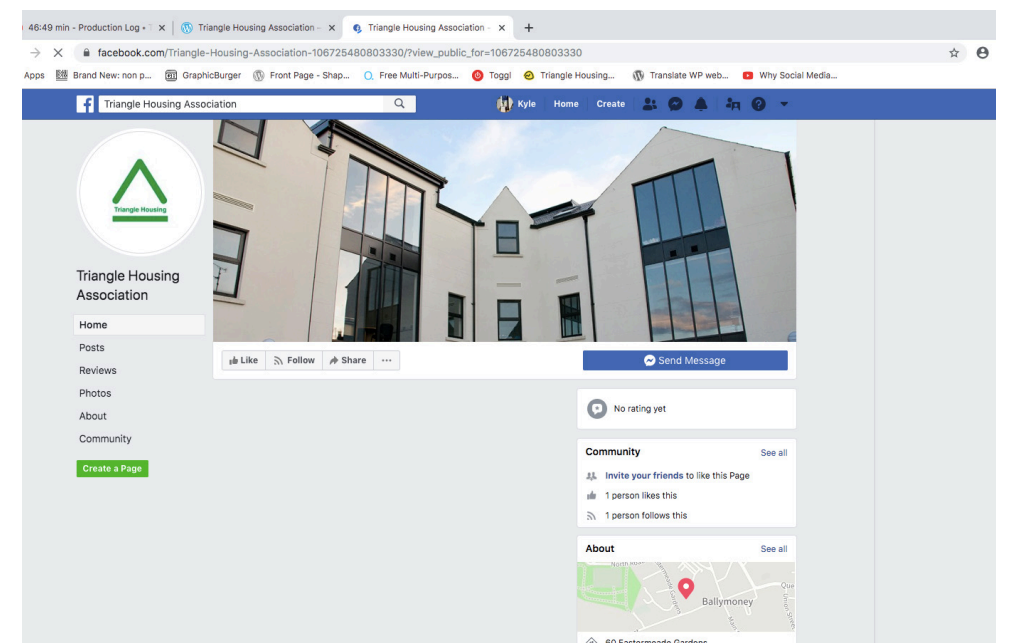 46:49 min - Production Log •
Triangle Housing Association –
Triangle Housing Association -
facebook.com/Triangle-Housing-Association-106725480803330/?view_public_for=106725480803330
Apps
Brand New: non p...
GraphicBurger
Front Page - Shap...
Free Multi-Purpos...
Toggl
Triangle Housing...
Translate WP web...
Why Social Media...
Triangle Housing Association
Kyle
Home
Create
Triangle Housing
Triangle Housing
Association
Home
Posts
Reviews
Photos
About
Community
Create a Page
Like
Follow
Share
Send Message
No rating yet
Community
See all
Invite your friends to like this Page
1 person likes this
1 person follows this
About
See all
Ballymoney
60 Eastermeade Gardens